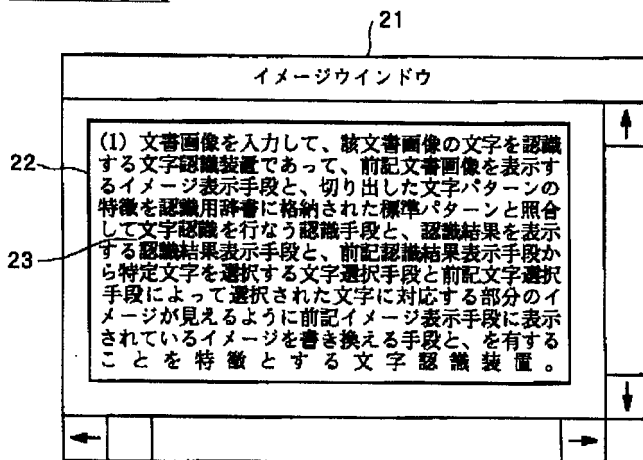 21
イメージウインドウ
22
23
(1) 文書画像を入力して、該文書画像の文字を認識
する文字認識装置であって、前記文書画像を表示す
るイメージ表示手段と、切り出した文字パターンの
特徴を認識用辞書に格納された標準パターンと照合
して文字認識を行なう認識手段と、認識結果を表示
する認識結果表示手段と、前記認識結果表示手段か
ら特定文字を選択する文字選択手段と前記文字選択
手段によって選択された文字に対応する部分のイ
メージが見えるように前記イメージ表示手段に表示
されているイメージを書き換える手段と、を有する
ことを特徴とする文字認識装置。